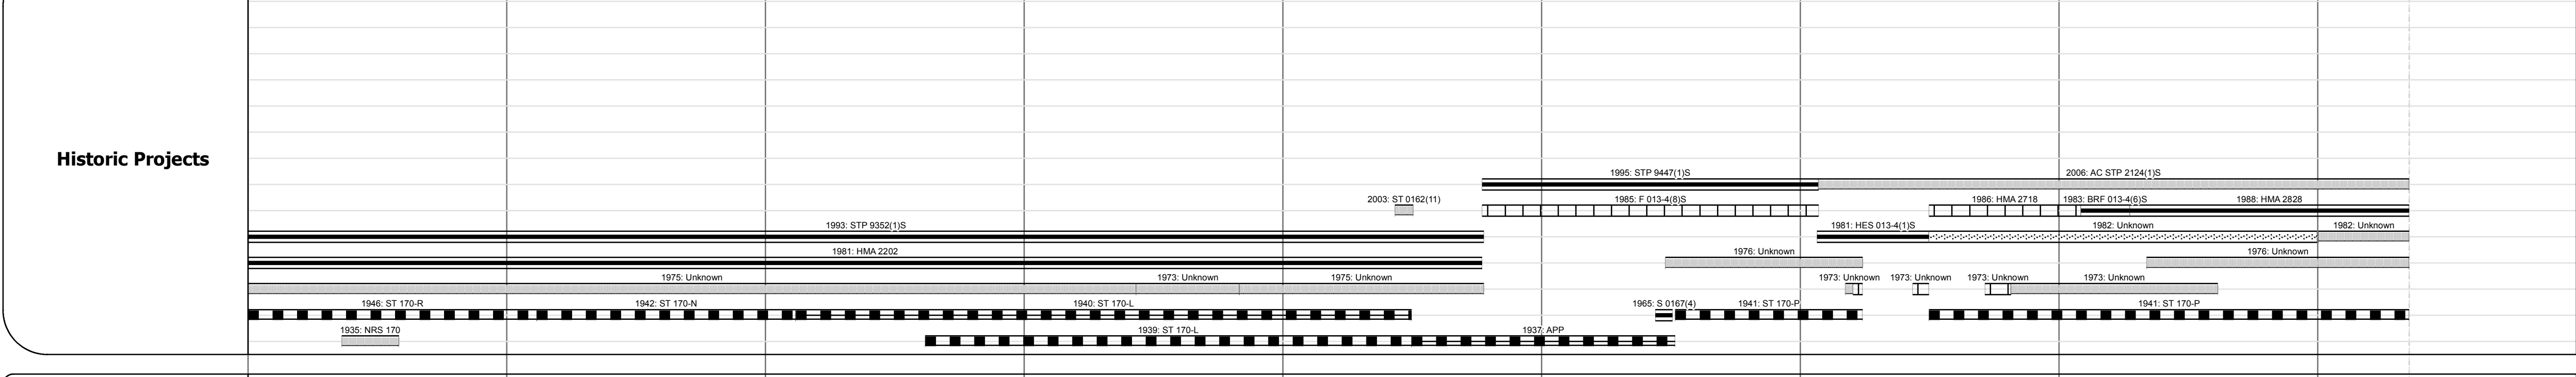 Historic Projects
1995: STP 9447(1)S
2006: AC STP 2124(1)S
2003: ST 0162(11)
1985: F 013-4(8)S
1986: HMA 2718
1983: BRF 013-4(6)S
1988: HMA 2828
1993: STP 9352(1)S
1981: HES 013-4(1)S
1982: Unknown
1982: Unknown
1981: HMA 2202
1976: Unknown
1976: Unknown
1975: Unknown
1973: Unknown
1975: Unknown
1973: Unknown
1973: Unknown
1973: Unknown
1973: Unknown
1946: ST 170-R
1942: ST 170-N
1940: ST 170-L
1965: S 0167(4)
1941: ST 170-P
1941: ST 170-P
1935: NRS 170
1939: ST 170-L
1937: APP